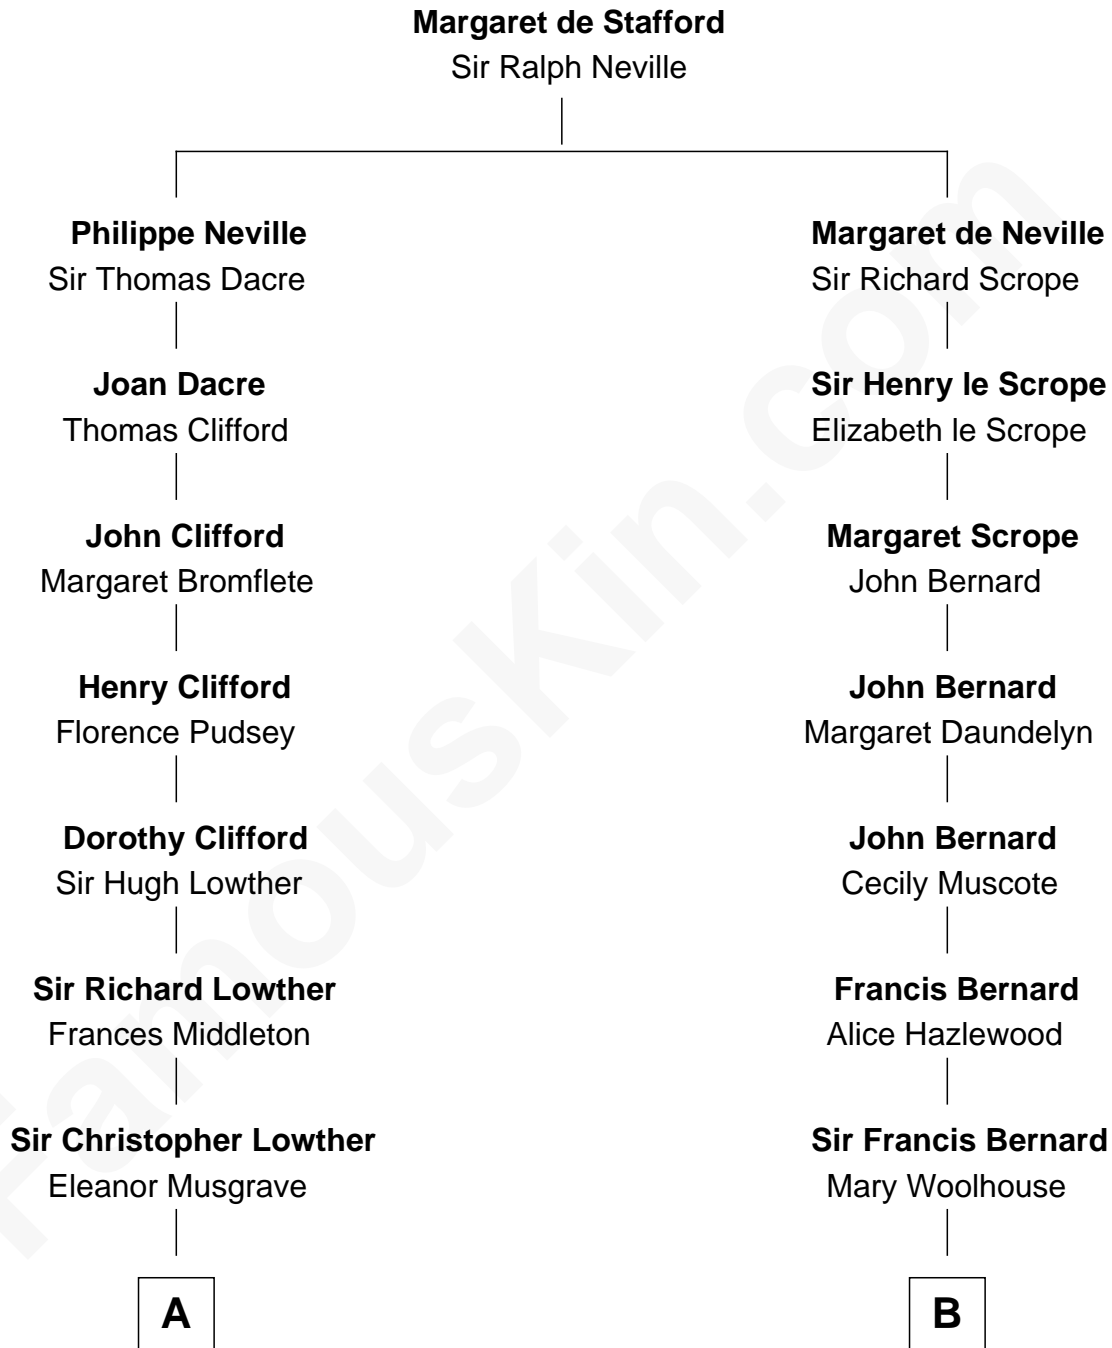 Margaret de Stafford
Sir Ralph Neville
Philippe Neville
Sir Thomas Dacre
Joan Dacre
Thomas Clifford
John Clifford
Margaret Bromflete
Henry Clifford
Florence Pudsey
Dorothy Clifford
Sir Hugh Lowther
Sir Richard Lowther
Frances Middleton
Sir Christopher Lowther
Eleanor Musgrave
A
Margaret de Neville
Sir Richard Scrope
Sir Henry le Scrope
Elizabeth le Scrope
Margaret Scrope
John Bernard
John Bernard
Margaret Daundelyn
John Bernard
Cecily Muscote
Francis Bernard
Alice Hazlewood
Sir Francis Bernard
Mary Woolhouse
B
FamousKin.com